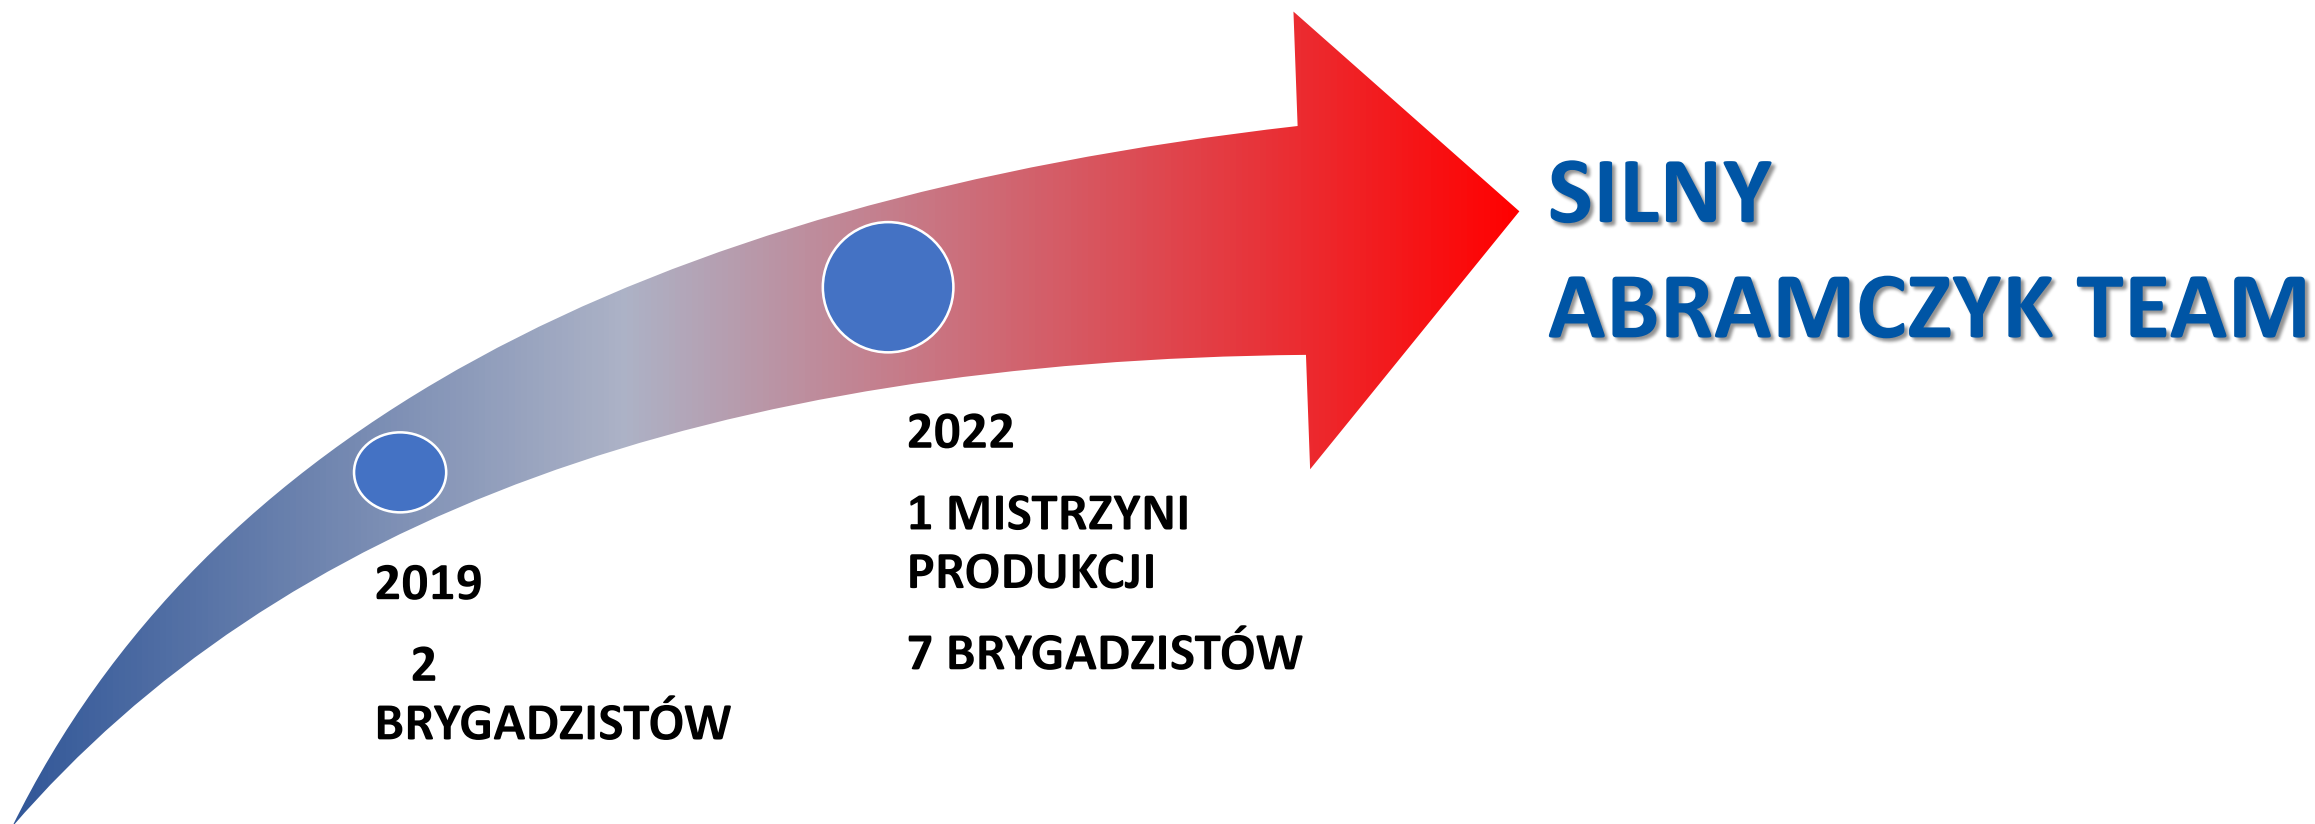 2019
2
BRYGADZISTÓW
2022
1 MISTRZYNI
PRODUKCJI
7 BRYGADZISTÓW
SILNY
ABRAMCZYK TEAM